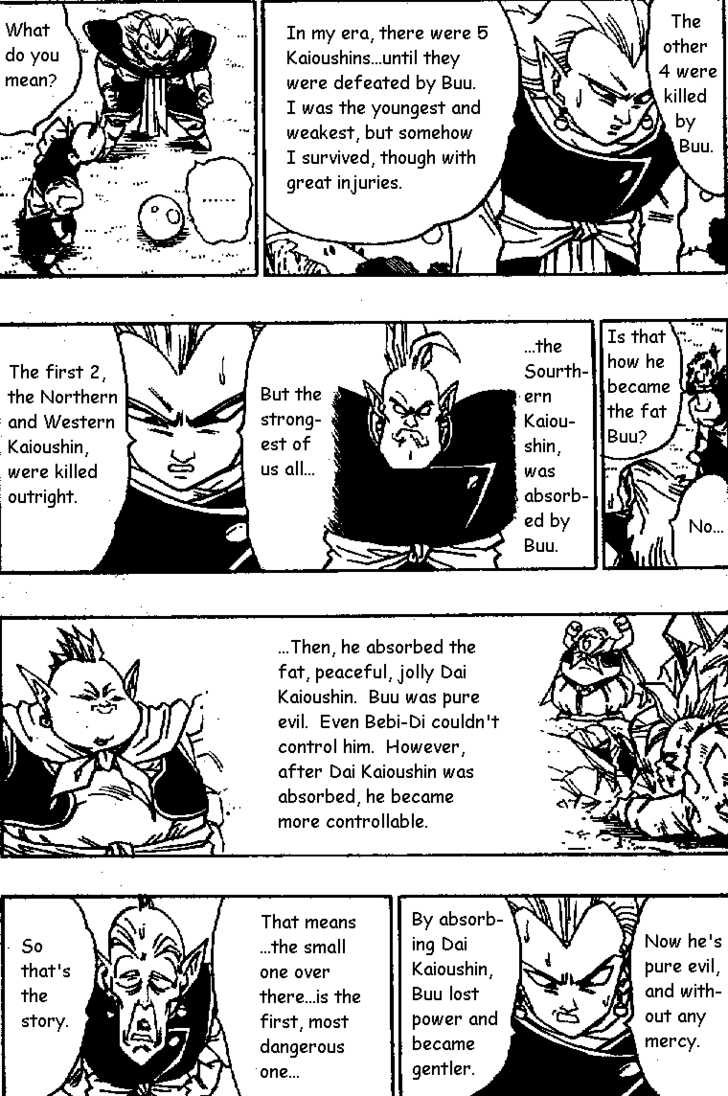 What
do you
mean?
......
In my era, there were 5
Kaioushins...until they
were defeated by Buu.
I was the youngest and
weakest, but somehow
I survived, though with
great injuries.
The
other
4 were
killed
by
Buu.
The first 2,
the Northern
and Western
Kaioushin,
were killed
outright.
But the
strong-
est of
us all...
...the
Sourth-
ern
Kaiou-
shin,
was
absorb-
ed by
Buu.
Is that
how he
became
the fat
Buu?
No...
...Then, he absorbed the
fat, peaceful, jolly Dai
Kaioushin. Buu was pure
evil. Even Bebi-Di couldn't
control him. However,
after Dai Kaioushin was
absorbed, he became
more controllable.
So
that's
the
story.
That means
...the small
one over
there...is the
first, most
dangerous
one...
By absorb-
ing Dai
Kaioushin,
Buu lost
power and
became
gentler.
Now he's
pure evil,
and with-
out any
mercy.